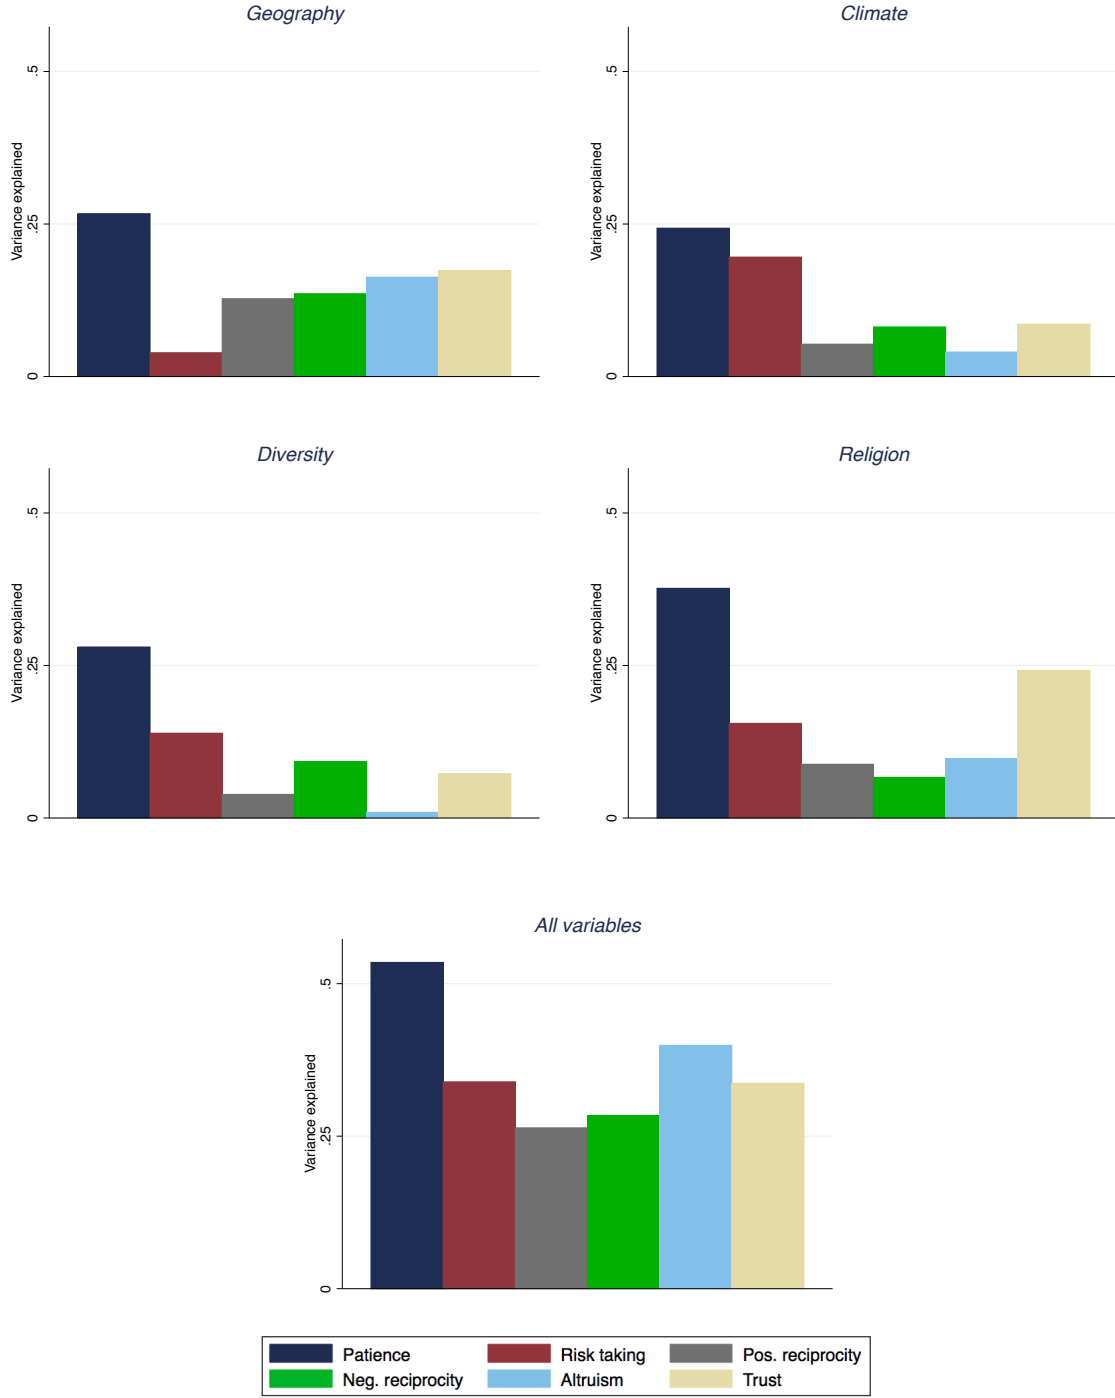 Geography
Variance explained
.5
.25
0
Climate
Variance explained
.5
.25
0
Diversity
Variance explained
.5
.25
0
Religion
Variance explained
.5
.25
0
All variables
Variance explained
.5
.25
0
Patience Risk taking Pos. reciprocity
Neg. reciprocity Altruism Trust